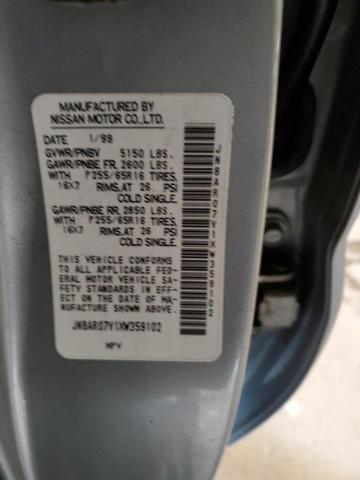 MANUFACTURED BY
NISSAN MOTOR CO.,LTD.
DATE 1/99
GVWR/PNBV 5150 LBS.
GAWR/PNBE FR. 2600 LBS.
WITH P255/65R16 TIRES,
16X7 RIMS, AT 26 PSI
COLD SINGLE.
GAWR/PNBE RR. 2850 LBS.
WITH P255/65R16 TIRES,
16X7 RIMS, AT 26 PSI
COLD SINGLE.
THIS VEHICLE CONFORMS
TO ALL APPLICABLE FED-
ERAL MOTOR VEHICLE SA-
FETY STANDARDS IN EFF-
ECT ON THE DATE OF MA-
NUFACTURE SHOWN ABOVE.
JN8AR07Y1XW359102
MPV
JN8AR07Y1XW359102